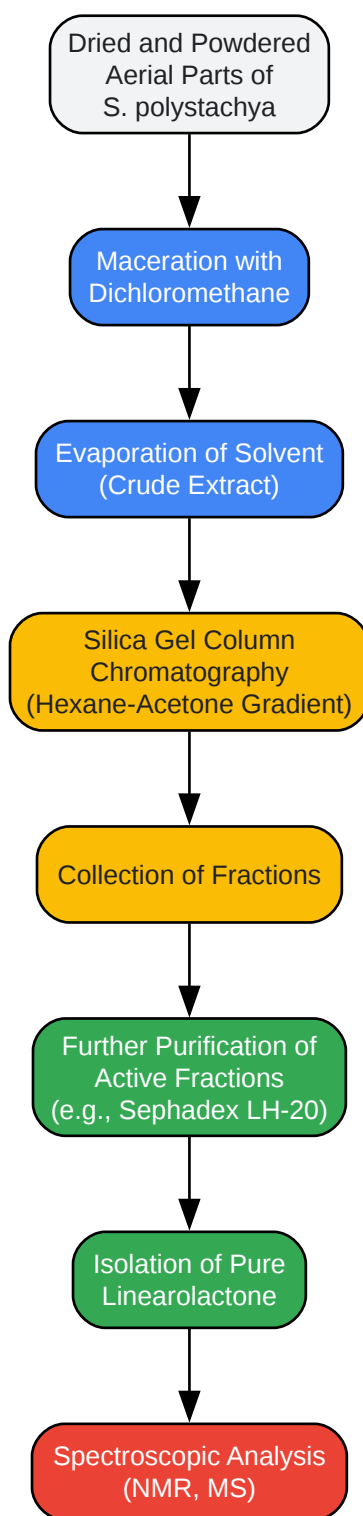 Dried and Powdered
Aerial Parts of
S. polystachya
Maceration with
Dichloromethane
Evaporation of Solvent
(Crude Extract)
Silica Gel Column
Chromatography
(Hexane-Acetone Gradient)
Collection of Fractions
Further Purification of
Active Fractions
(e.g., Sephadex LH-20)
Isolation of Pure
Linearolactone
Spectroscopic Analysis
(NMR, MS)